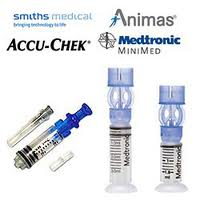 smiths medical
bringing technology to life
Animas®
ACCU-CHEK®
Medtronic
MINIMED
Medtronic
Medtronic